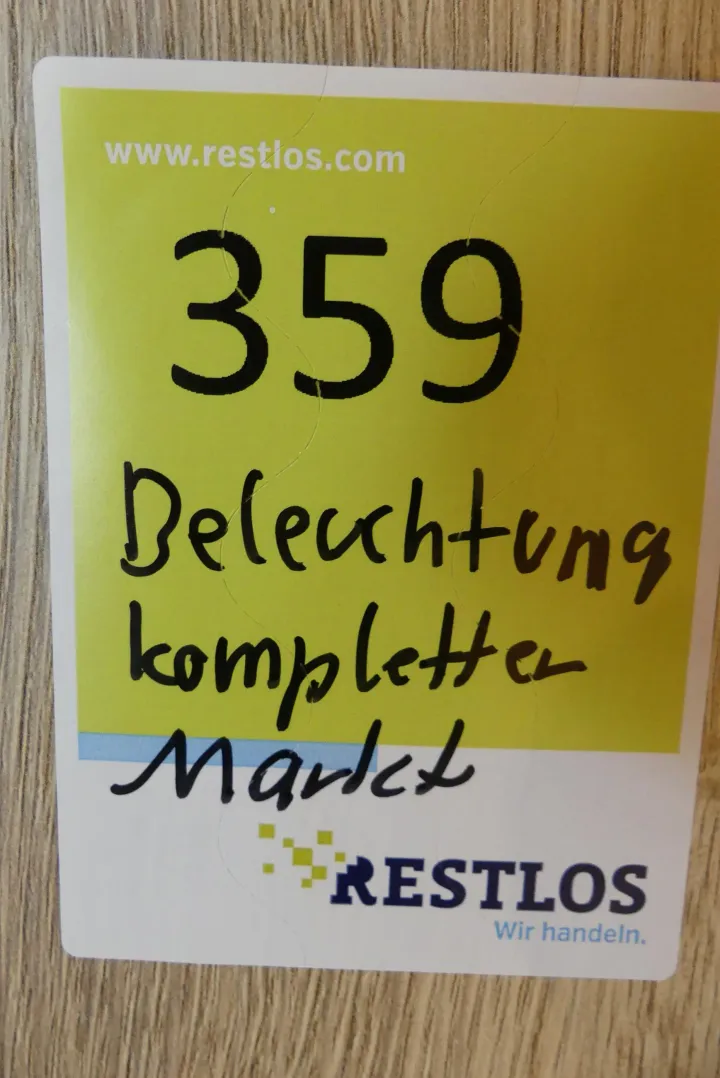 www.restlos.com
359
Beleuchtung
kompletter
Markt
RESTLOS
Wir handeln.